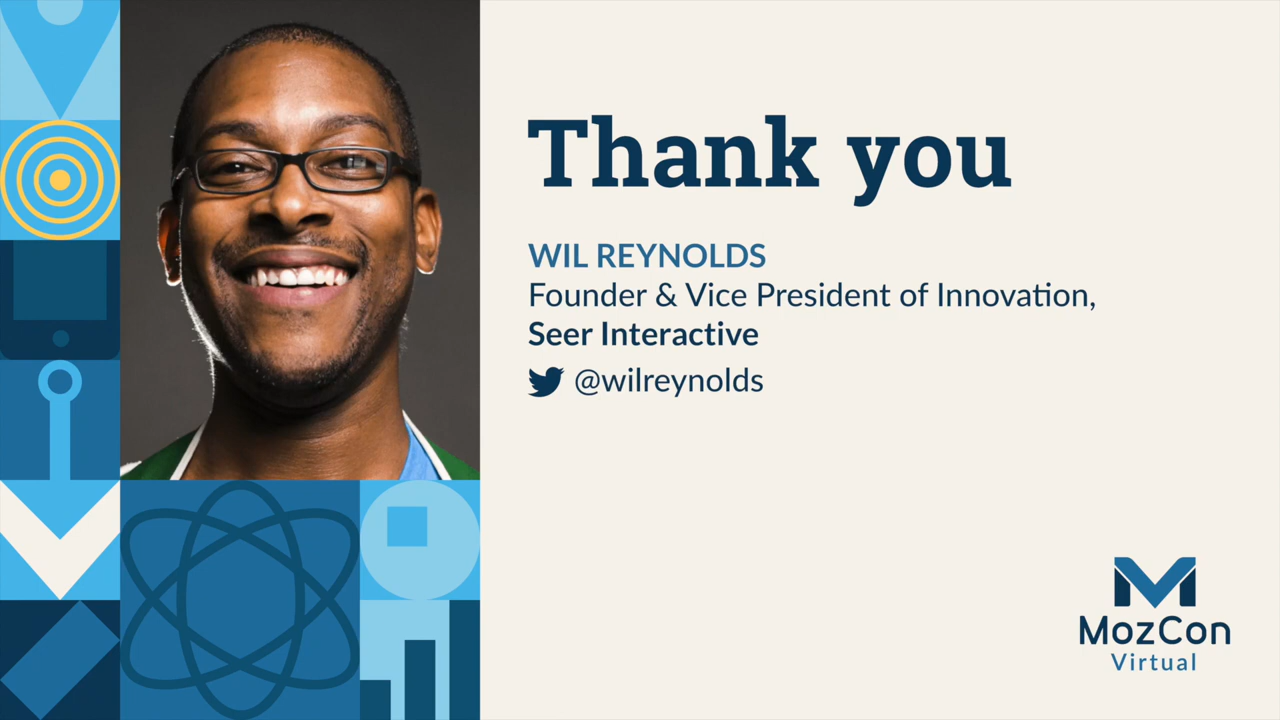 Thank you
WIL REYNOLDS
Founder & Vice President of Innovation,
Seer Interactive
@wilreynolds
MozCon
Virtual